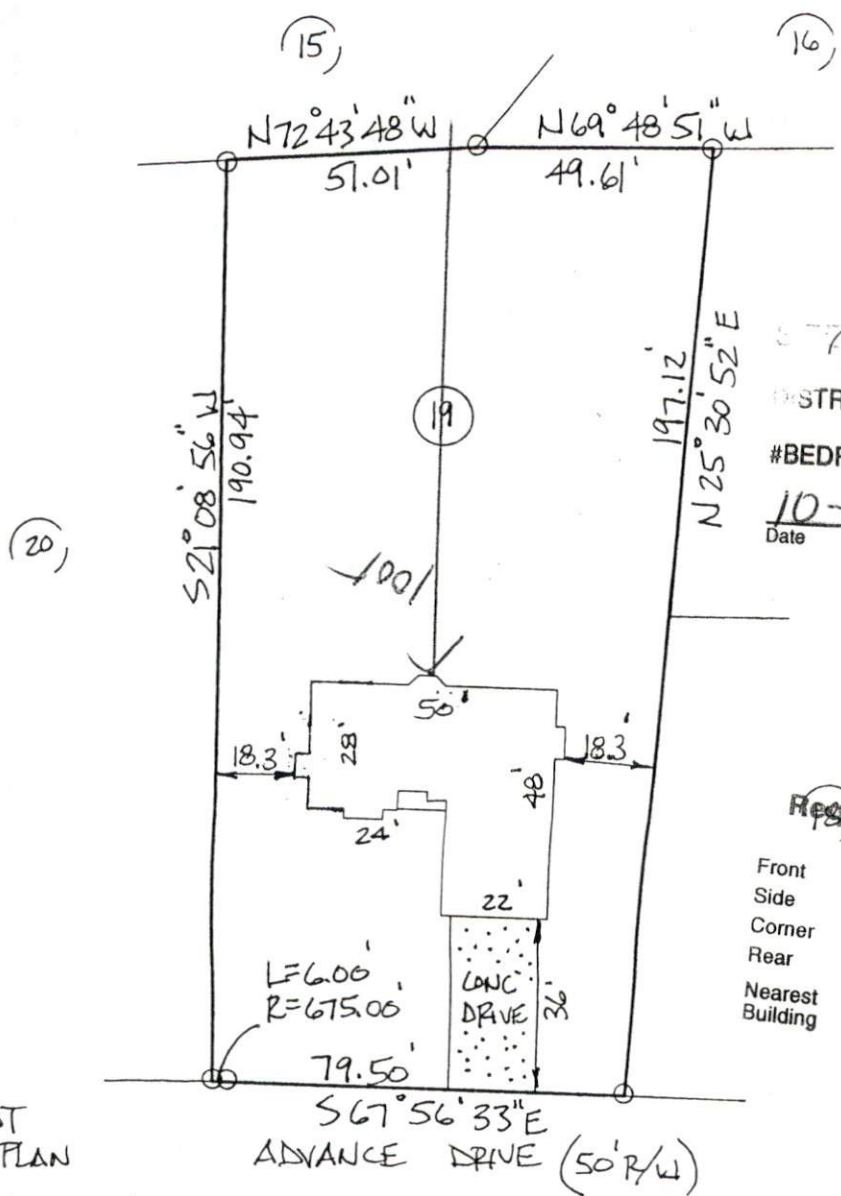 15
16
N72°43'48"W
N69°48'51"W
51.01'
49.61'
S21°08'56"W
190.94'
19
197.12'
N25°30'52"E
#BEDR
10-
Date
20
100'
50'
18.3'
28'
18.3'
48'
24'
22'
Front
Side
Corner
Rear
Nearest
Building
L=6.00'
R=675.00'
CONC
DRIVE
36'
79.50'
S67°56'33"E
PLAN
ADVANCE DRIVE (50'R/W)